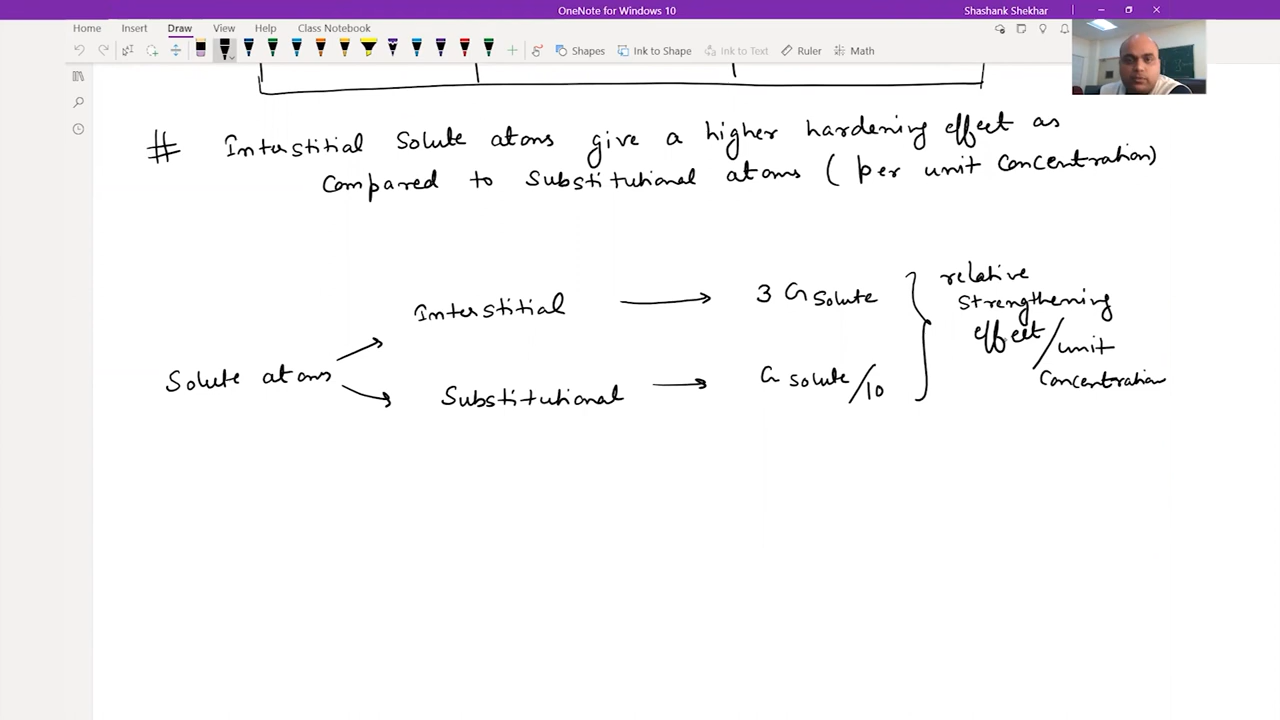 OneNote for Windows 10
Shashank Shekhar
Home Insert Draw View Help Class Notebook
Shapes Ink to Shape Ink to Text Ruler Math
# Interstitial Solute atoms give a higher hardening effect as
compared to Substitutional atoms (per unit concentration)
Interstitial → 3 G solute
Solute atoms
Substitutional → G solute/10
relative
strengthening
effect/unit
concentration